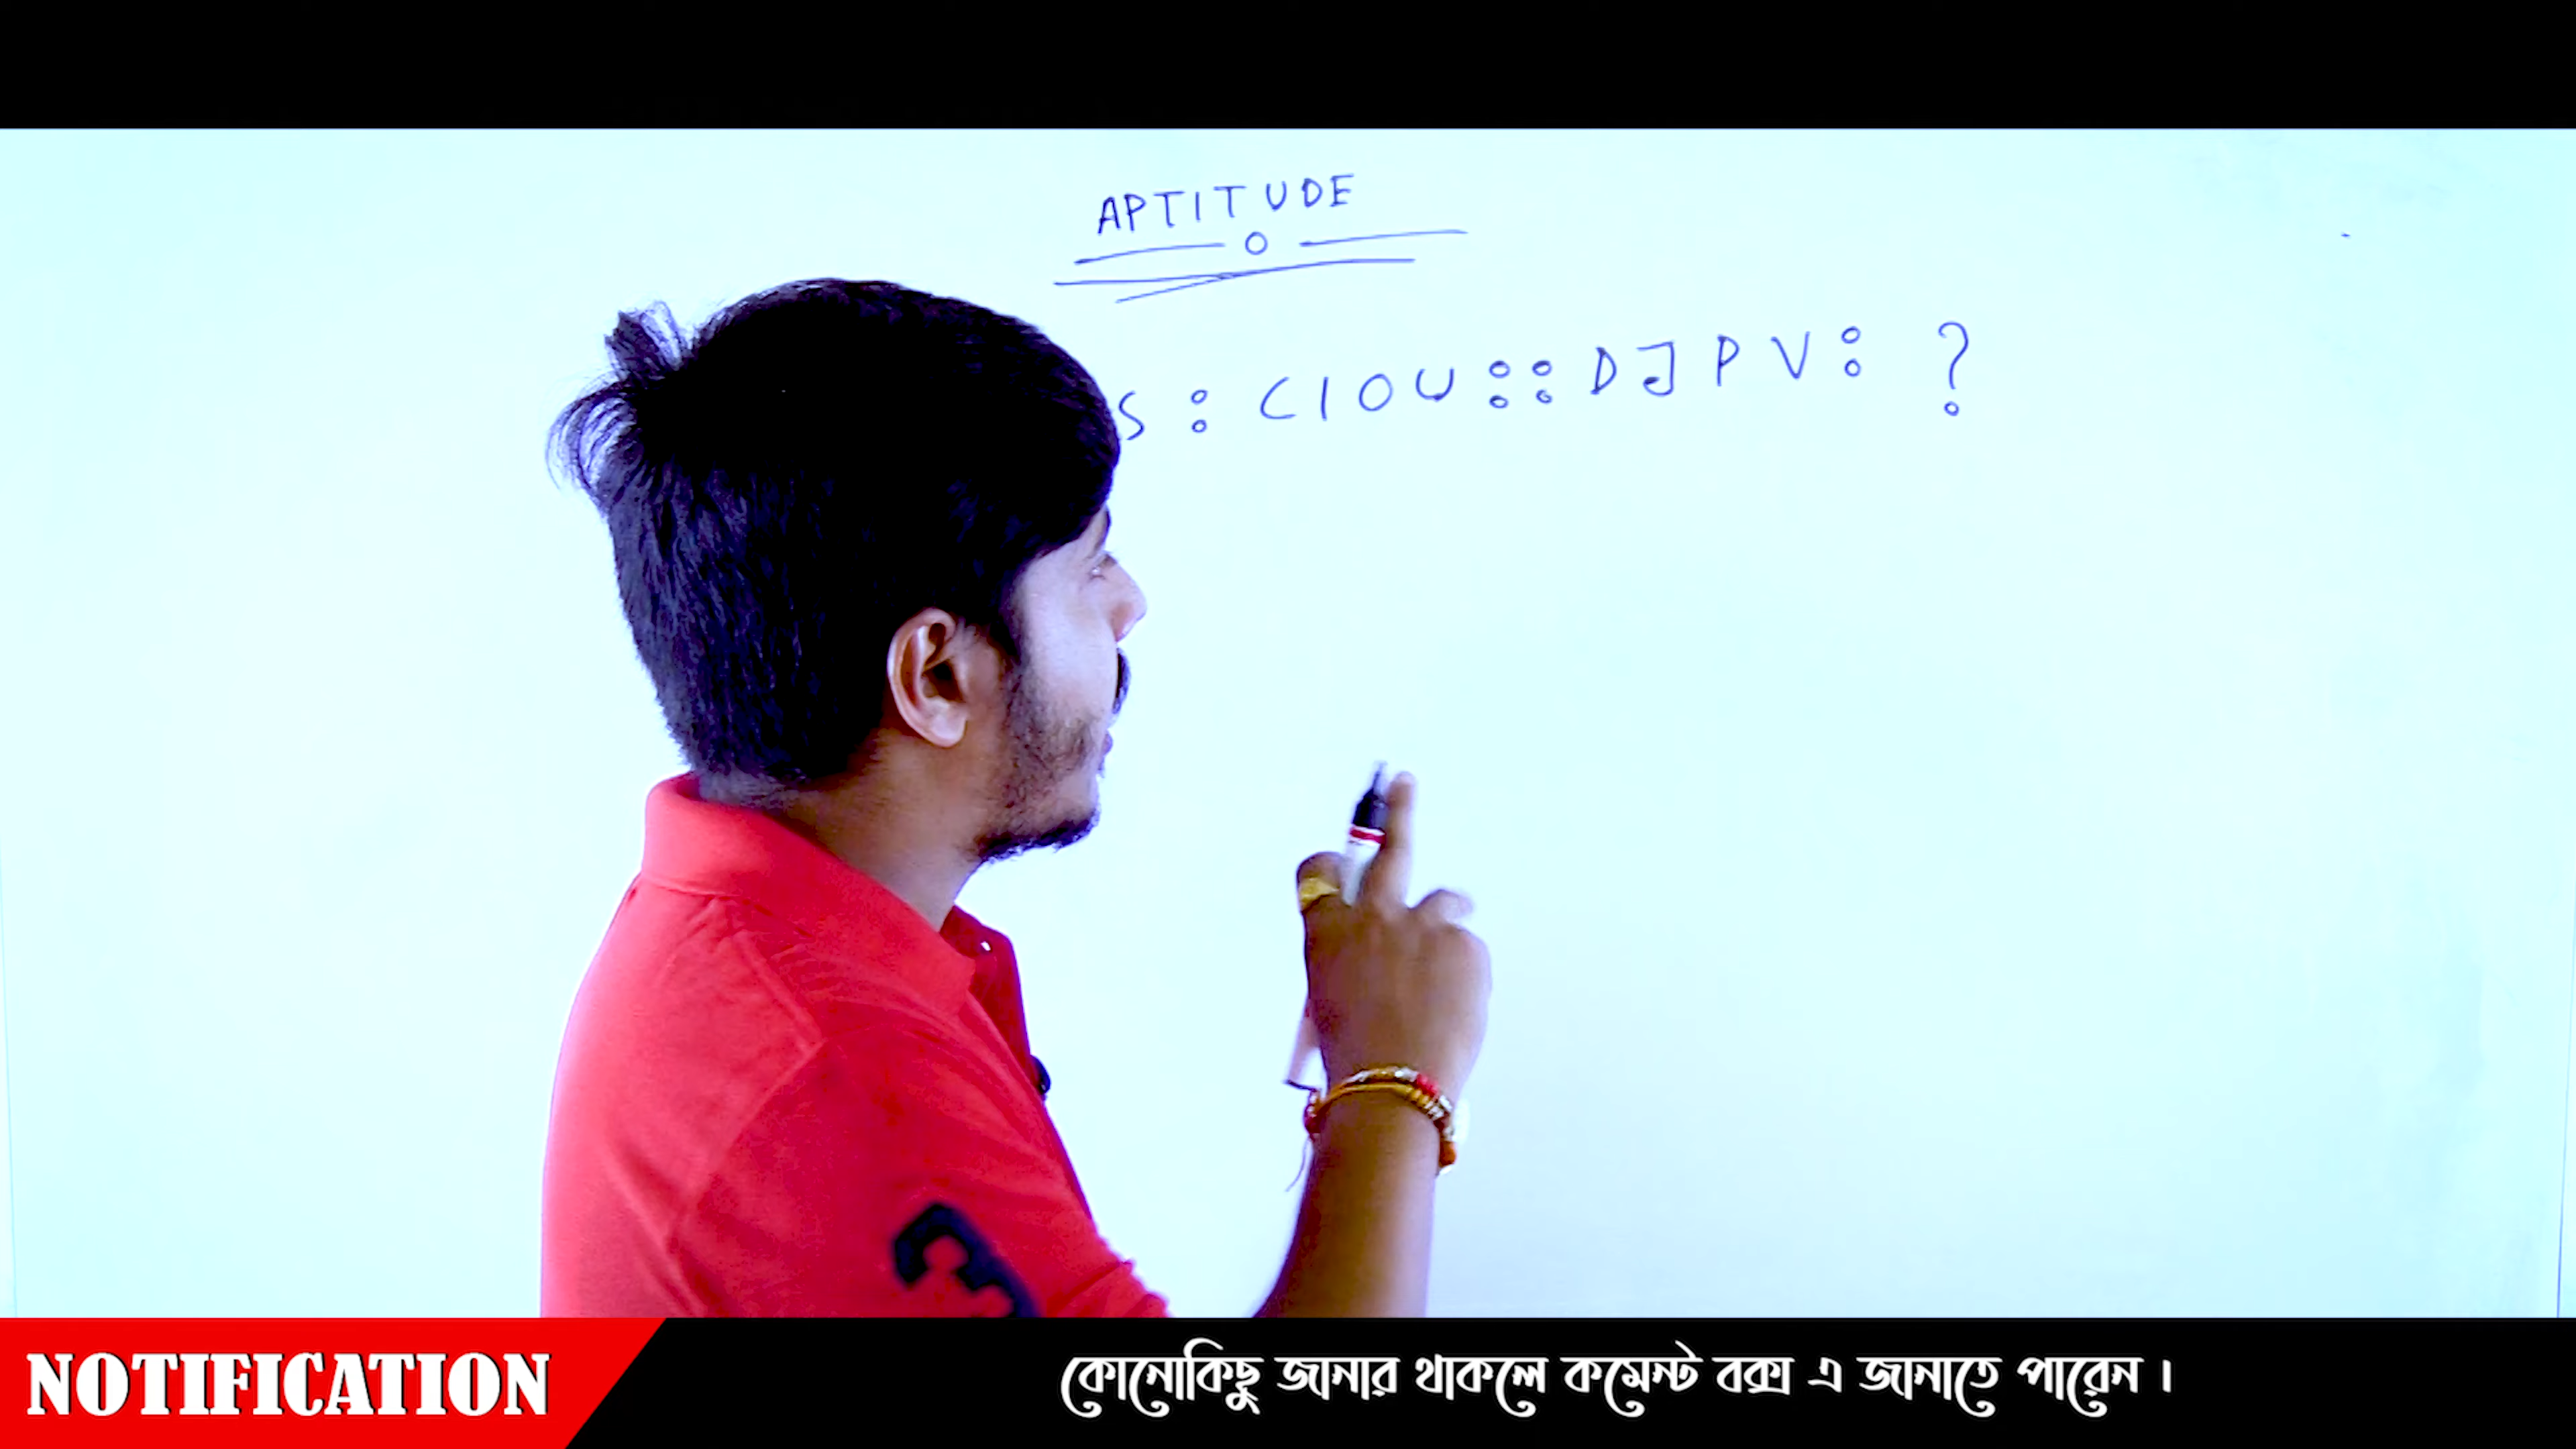 APTITUDE
S : CIOU :: DJPV : ?
NOTIFICATION
কোনোকিছু জানার থাকলে কমেন্ট বক্স এ জানাতে পারেন ।